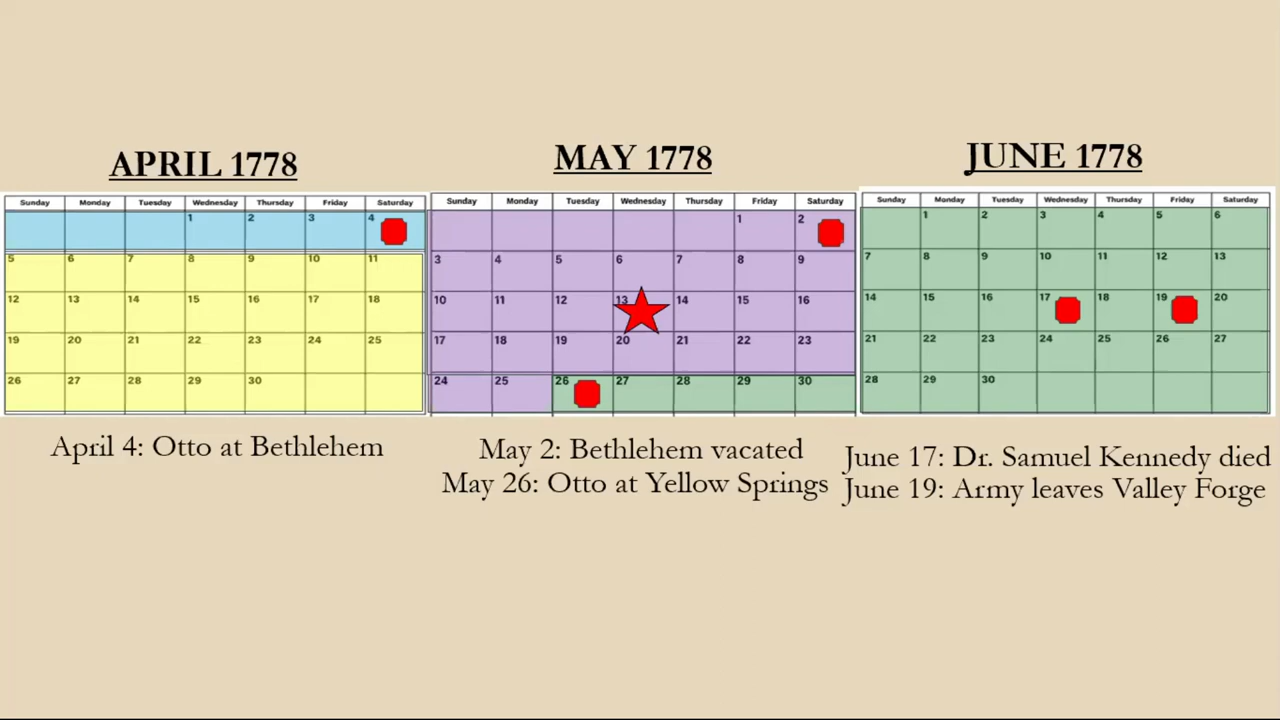 APRIL 1778
Sunday Monday Tuesday Wednesday Thursday Friday Saturday
1 2 3 4
5 6 7 8 9 10 11
12 13 14 15 16 17 18
19 20 21 22 23 24 25
26 27 28 29 30
April 4: Otto at Bethlehem
MAY 1778
Sunday Monday Tuesday Wednesday Thursday Friday Saturday
1 2
3 4 5 6 7 8 9
10 11 12 13 14 15 16
17 18 19 20 21 22 23
24 25 26 27 28 29 30
May 2: Bethlehem vacated
May 26: Otto at Yellow Springs
JUNE 1778
Sunday Monday Tuesday Wednesday Thursday Friday Saturday
1 2 3 4 5 6
7 8 9 10 11 12 13
14 15 16 17 18 19 20
21 22 23 24 25 26 27
28 29 30
June 17: Dr. Samuel Kennedy died
June 19: Army leaves Valley Forge